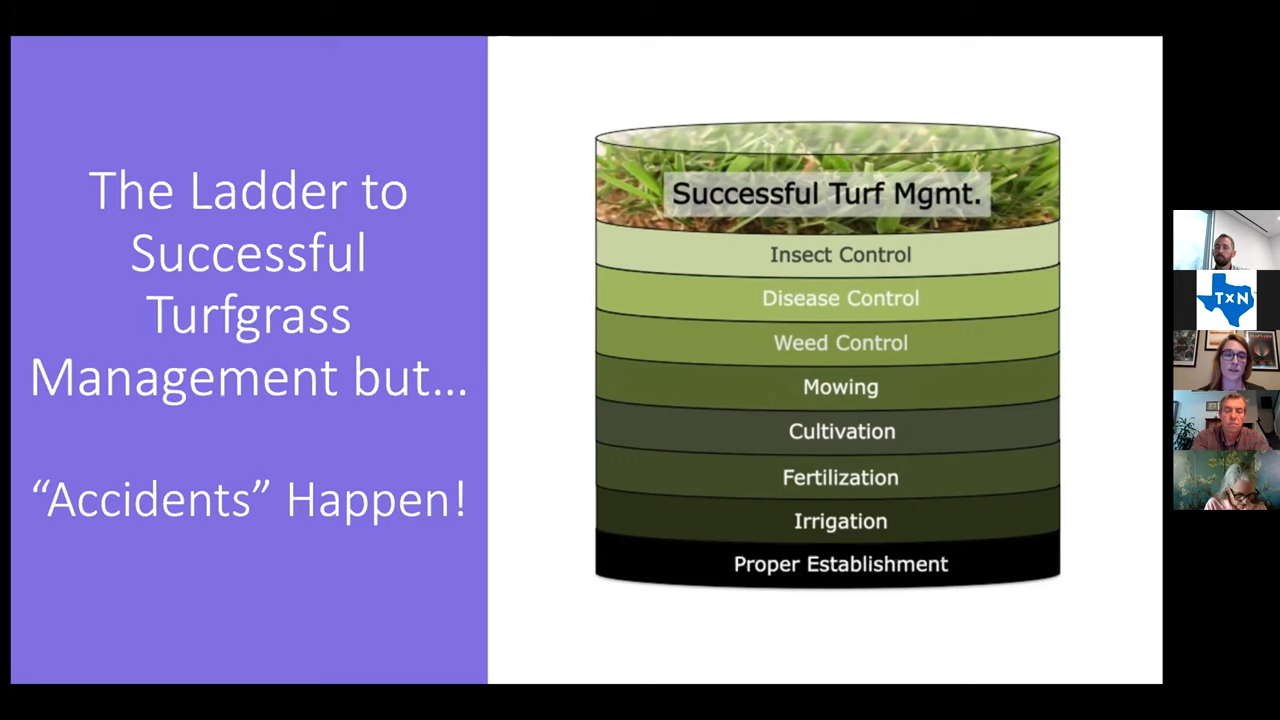 The Ladder to
Successful
Turfgrass
Management but...
“Accidents” Happen!
Successful Turf Mgmt.
Insect Control
Disease Control
Weed Control
Mowing
Cultivation
Fertilization
Irrigation
Proper Establishment
TxN